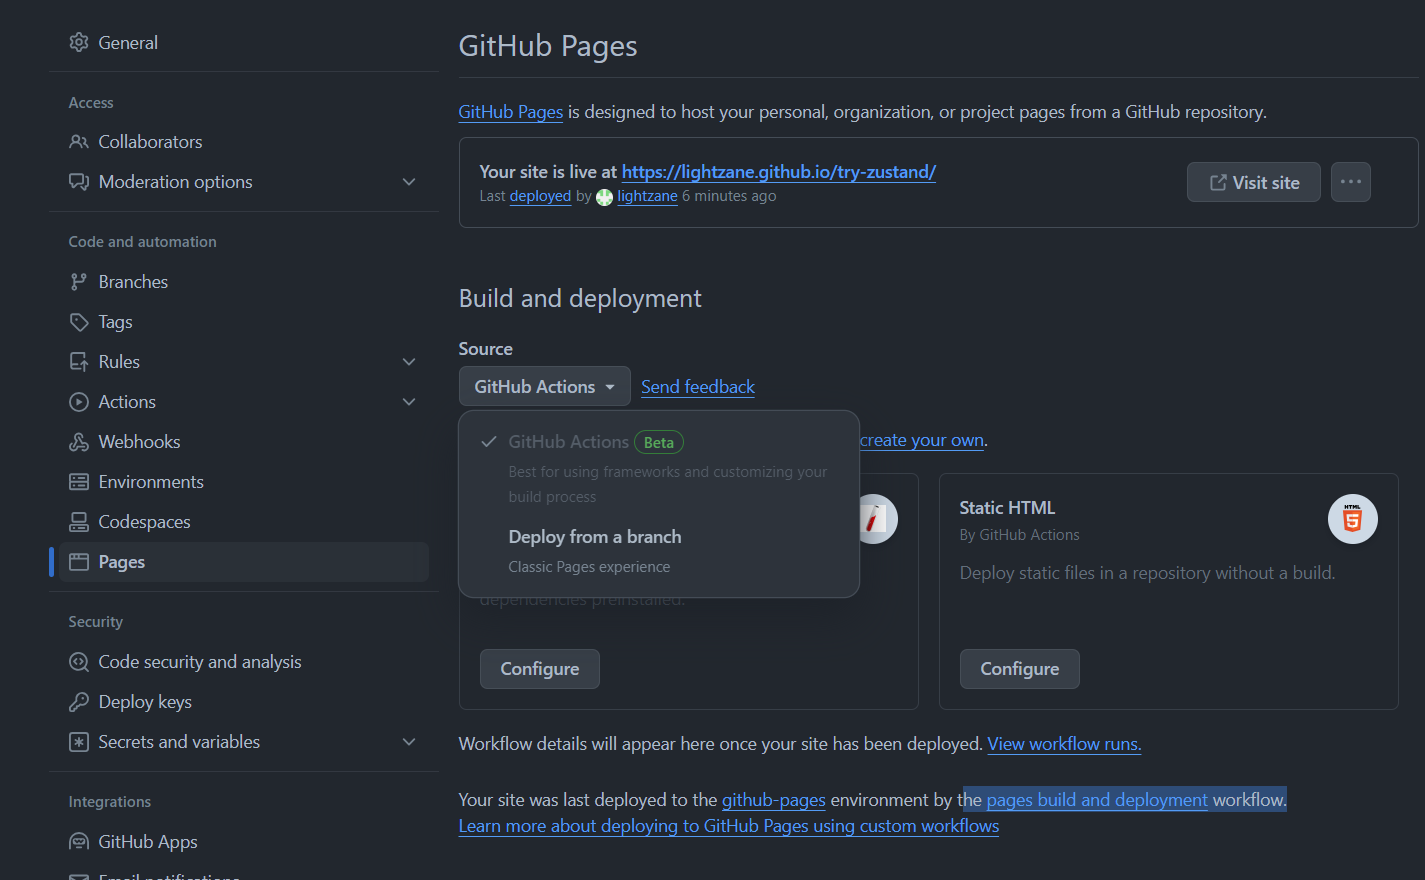 General
Access
Collaborators
Moderation options
Code and automation
Branches
Tags
Rules
Actions
Webhooks
Environments
Codespaces
Pages
Security
Code security and analysis
Deploy keys
Secrets and variables
Integrations
GitHub Apps
Email notifications
GitHub Pages
GitHub Pages is designed to host your personal, organization, or project pages from a GitHub repository.
Your site is live at https://lightzane.github.io/try-zustand/
Last deployed by lightzane 6 minutes ago
Visit site
Build and deployment
Source
GitHub Actions
Send feedback
GitHub Actions Beta
Best for using frameworks and customizing your
build process
Deploy from a branch
Classic Pages experience
create your own.
dependencies preinstalled.
Configure
Static HTML
HTML
5
By GitHub Actions
Deploy static files in a repository without a build.
Configure
Workflow details will appear here once your site has been deployed. View workflow runs.
Your site was last deployed to the github-pages environment by the pages build and deployment workflow.
Learn more about deploying to GitHub Pages using custom workflows